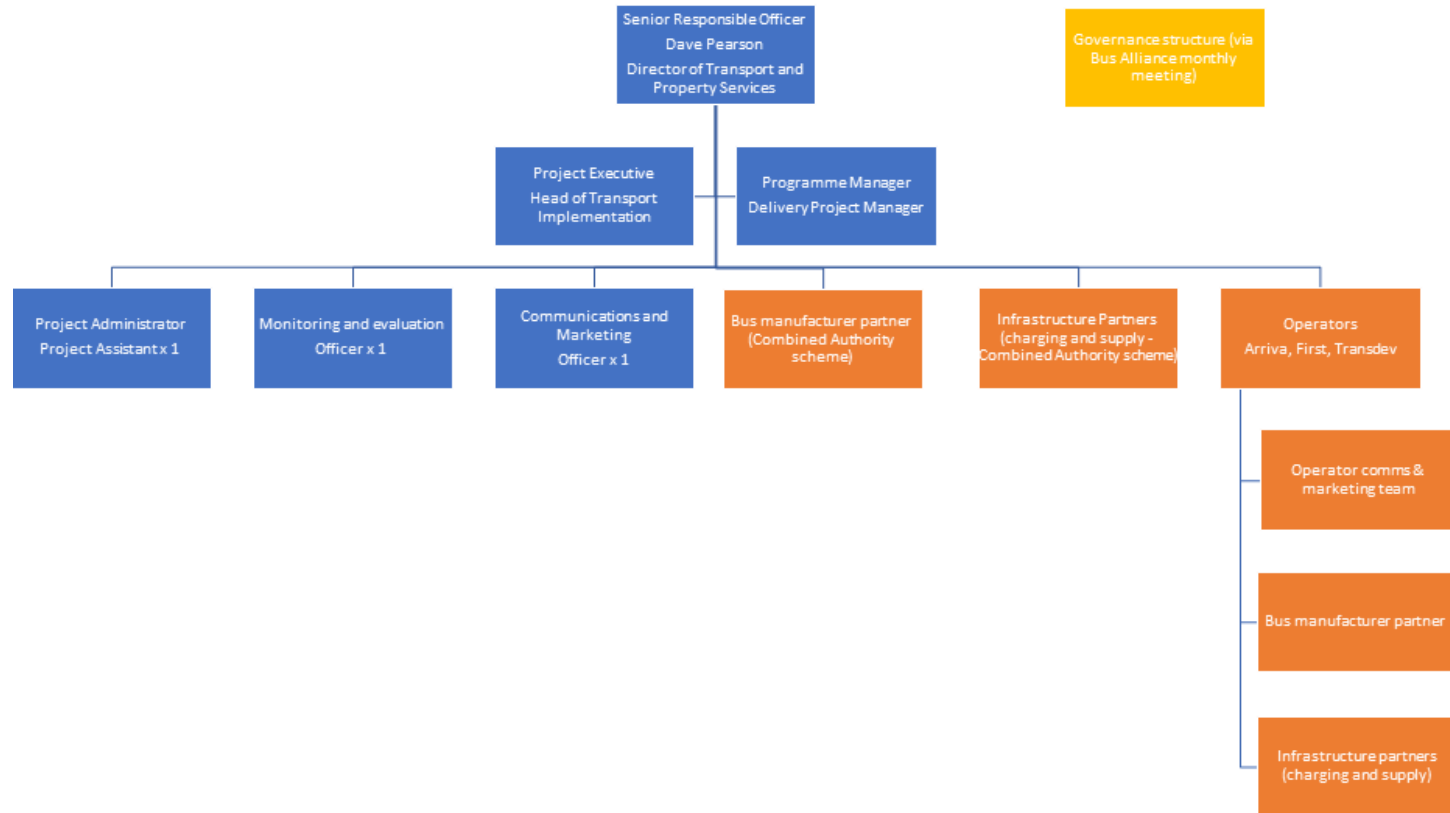 Senior Responsible Officer
Dave Pearson
Director of Transport and
Property Services
Governance structure (via
Bus Alliance monthly
meeting)
Project Executive
Head of Transport
Implementation
Programme Manager
Delivery Project Manager
Project Administrator
Project Assistant x 1
Monitoring and evaluation
Officer x 1
Communications and
Marketing
Officer x 1
Bus manufacturer partner
(Combined Authority
scheme)
Infrastructure Partners
(charging and supply -
Combined Authority scheme)
Operators
Arriva, First, Transdev
Operator comms &
marketing team
Bus manufacturer partner
Infrastructure partners
(charging and supply)